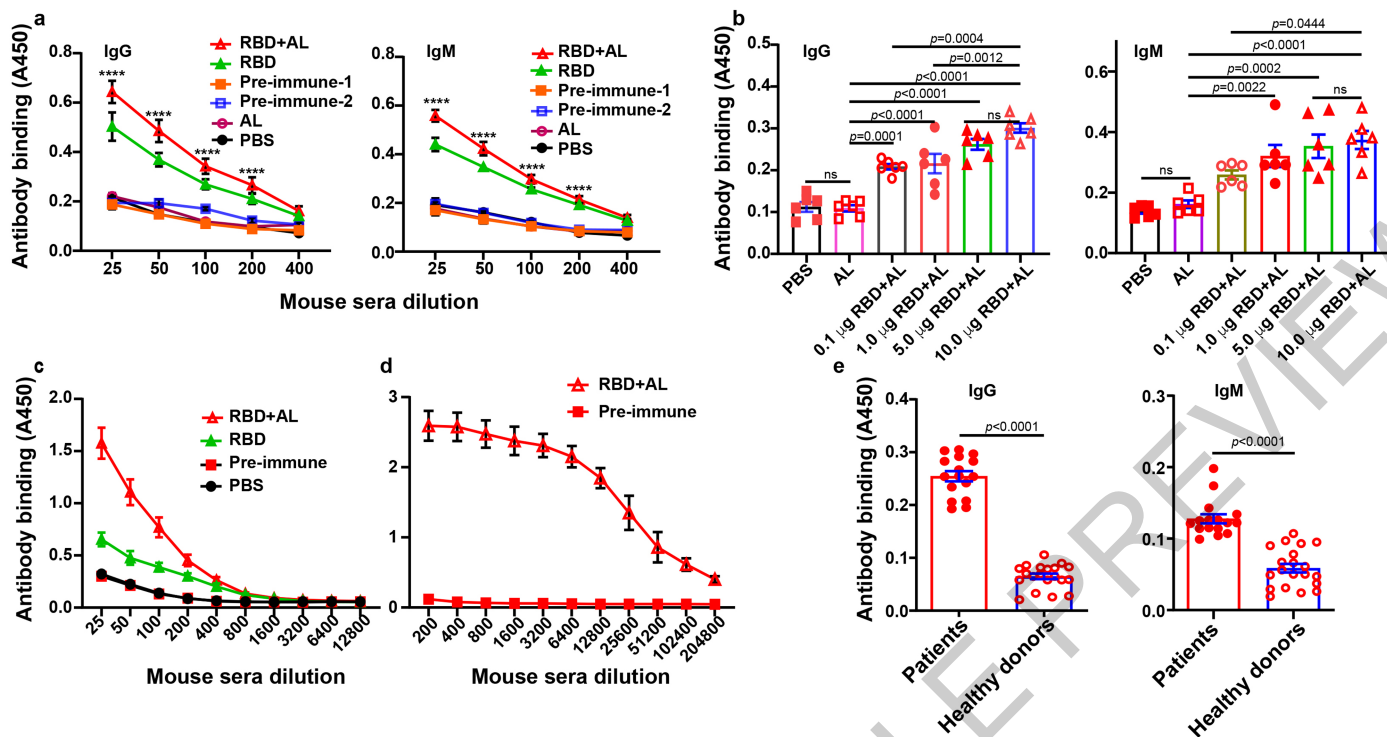 a
Antibody binding (A450)
IgG
RBD+AL
RBD
Pre-immune-1
Pre-immune-2
AL
PBS
****
****
****
****
0.8
0.6
0.4
0.2
0.0
25 50 100 200 400
IgM
RBD+AL
RBD
Pre-immune-1
Pre-immune-2
AL
PBS
****
****
****
****
0.8
0.6
0.4
0.2
0.0
25 50 100 200 400
Mouse sera dilution
b
Antibody binding (A450)
IgG
p=0.0004
p=0.0012
p<0.0001
p<0.0001
p<0.0001
p=0.0001
ns
ns
0.5
0.4
0.3
0.2
0.1
0.0
PBS
AL
0.1 µg RBD+AL
1.0 µg RBD+AL
5.0 µg RBD+AL
10.0 µg RBD+AL
IgM
p=0.0444
p<0.0001
p=0.0002
p=0.0022
ns
ns
0.6
0.4
0.2
0.0
PBS
AL
0.1 µg RBD+AL
1.0 µg RBD+AL
5.0 µg RBD+AL
10.0 µg RBD+AL
c
Antibody binding (A450)
RBD+AL
RBD
Pre-immune
PBS
2.0
1.5
1.0
0.5
0.0
25 50 100 200 400 800 1600 3200 6400 12800
Mouse sera dilution
d
RBD+AL
Pre-immune
3
2
1
0
200 400 800 1600 3200 6400 12800 25600 51200 102400 204800
Mouse sera dilution
e
Antibody binding (A450)
IgG
p<0.0001
0.4
0.3
0.2
0.1
0.0
Patients
Healthy donors
IgM
p<0.0001
0.3
0.2
0.1
0.0
Patients
Healthy donors
LE PREVIEW